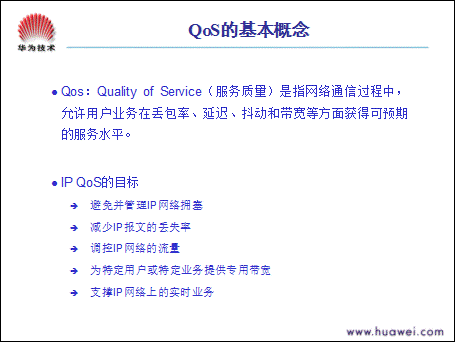 华为技术
QoS的基本概念
Qos：Quality of Service（服务质量）是指网络通信过程中，
允许用户业务在丢包率、延迟、抖动和带宽等方面获得可预期
的服务水平。
IP QoS的目标
避免并管理IP网络拥塞
减少IP报文的丢失率
调控IP网络的流量
为特定用户或特定业务提供专用带宽
支撑IP网络上的实时业务
www.huawei.com